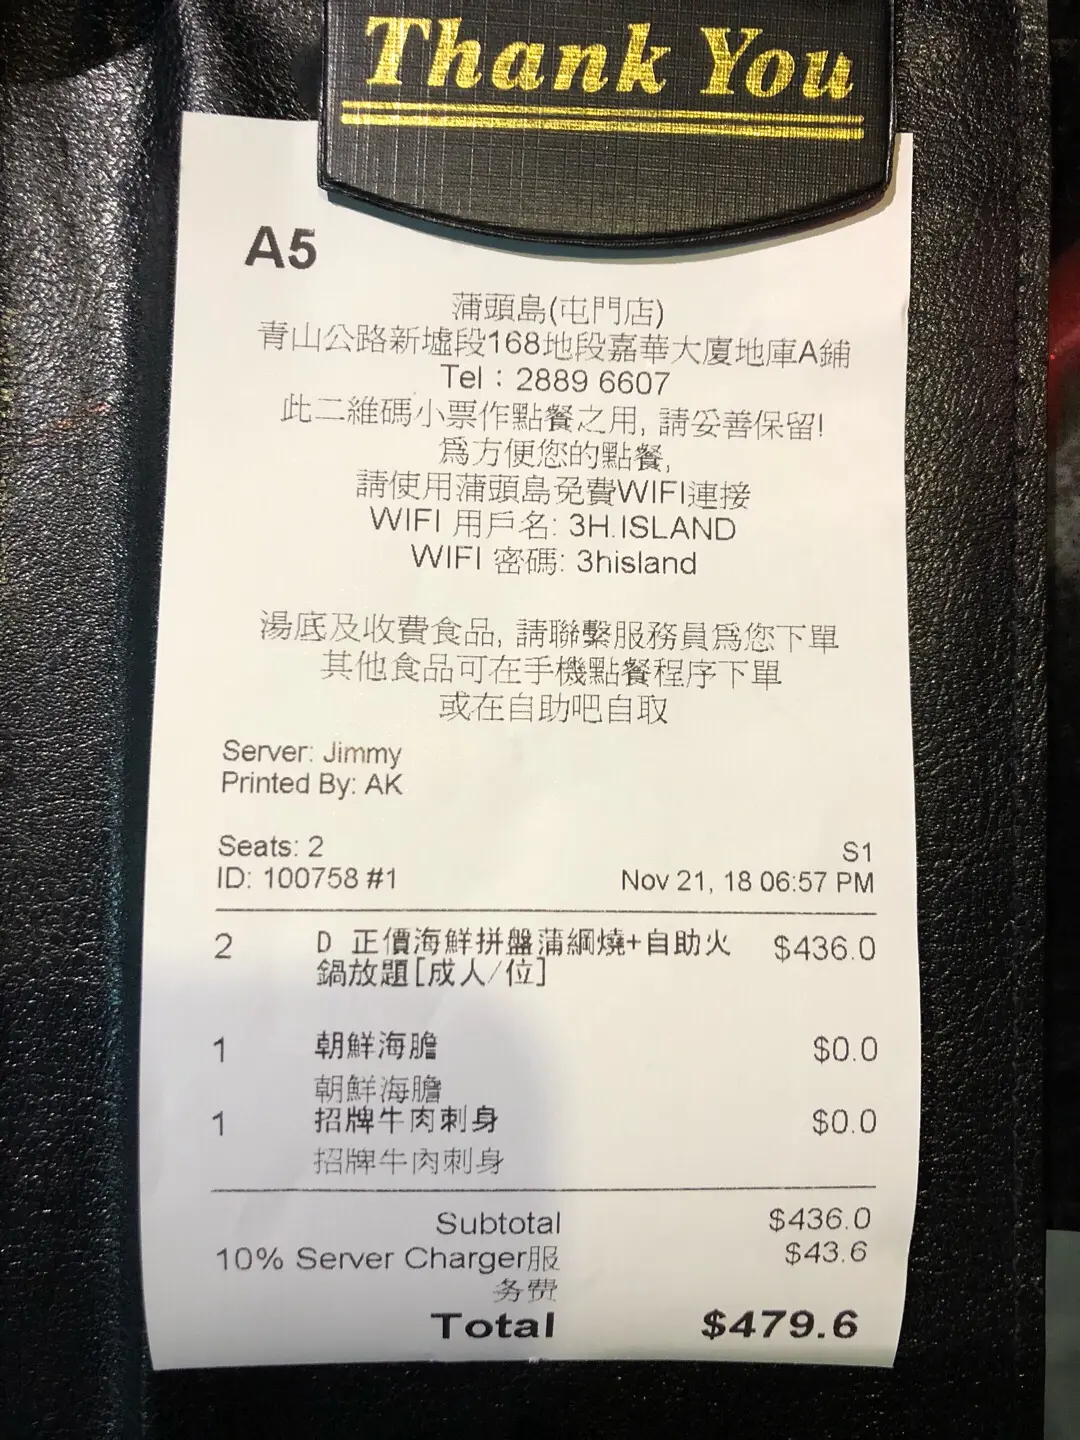 Thank You
A5
蒲頭島(屯門店)
青山公路新墟段168地段嘉華大廈地庫A鋪
Tel：2889 6607
此二維碼小票作點餐之用, 請妥善保留!
爲方便您的點餐,
請使用蒲頭島免費WIFI連接
WIFI 用戶名: 3H.ISLAND
WIFI 密碼: 3hisland
湯底及收費食品, 請聯繫服務員爲您下單
其他食品可在手機點餐程序下單
或在自助吧自取
Server: Jimmy
Printed By: AK
Seats: 2 S1
ID: 100758 #1 Nov 21, 18 06:57 PM
2 D 正價海鮮拼盤蒲綱燒+自助火 $436.0
鍋放題[成人/位]
1 朝鮮海膽 $0.0
朝鮮海膽
1 招牌牛肉刺身 $0.0
招牌牛肉刺身
Subtotal $436.0
10% Server Charger服 $43.6
务费
Total $479.6